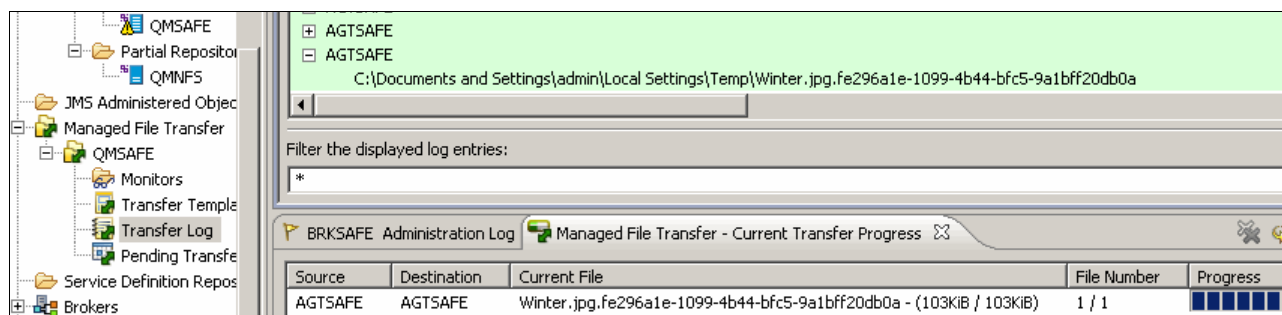 QMSAFE
Partial Reposito
QMNFS
JMS Administered Objec
Managed File Transfer
QMSAFE
Monitors
Transfer Templa
Transfer Log
Pending Transfe
Service Definition Repos
Brokers
AGTSAFE
AGTSAFE
C:\Documents and Settings\admin\Local Settings\Temp\Winter.jpg.fe296a1e-1099-4b44-bfc5-9a1bff20db0a
Filter the displayed log entries:
*
BRKSAFE Administration Log
Managed File Transfer - Current Transfer Progress
Source Destination Current File File Number Progress
AGTSAFE AGTSAFE Winter.jpg.fe296a1e-1099-4b44-bfc5-9a1bff20db0a - (103KiB / 103KiB) 1 / 1